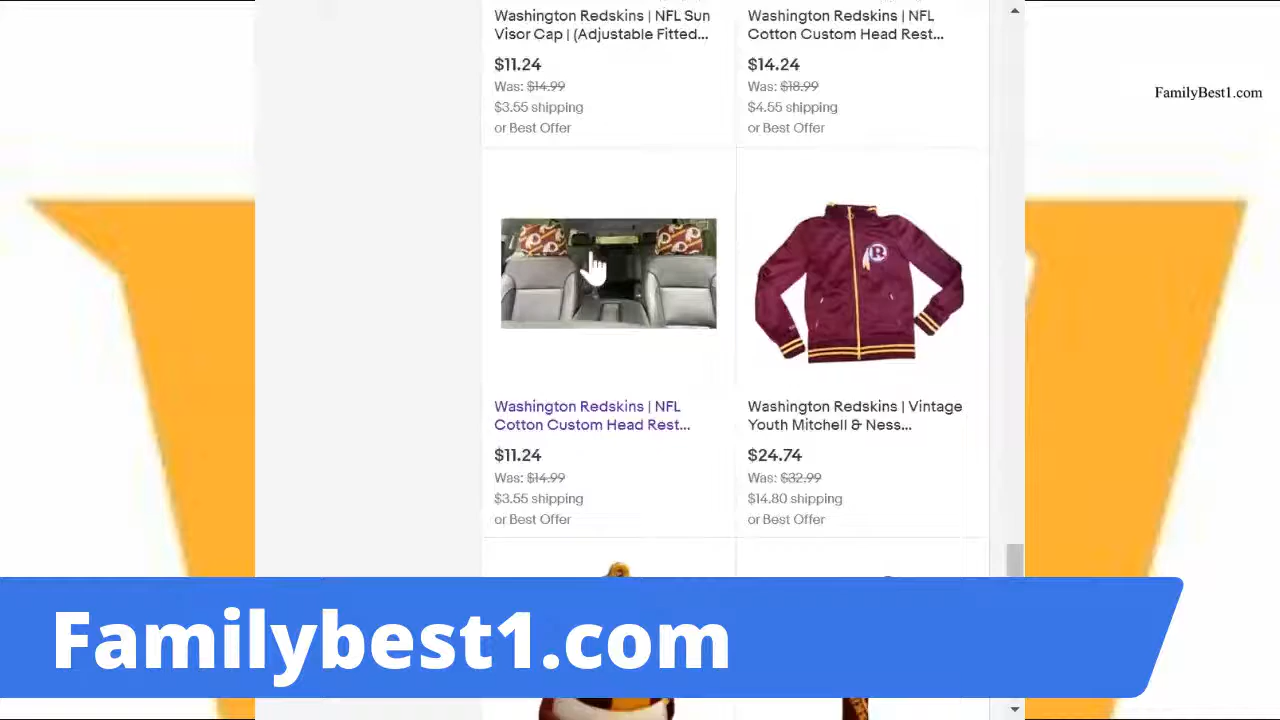 Washington Redskins | NFL Sun
Visor Cap | (Adjustable Fitted...
$11.24
Was: $14.99
$3.55 shipping
or Best Offer
Washington Redskins | NFL
Cotton Custom Head Rest...
$14.24
Was: $18.99
$4.55 shipping
or Best Offer
FamilyBest1.com
R
Washington Redskins | NFL
Cotton Custom Head Rest...
$11.24
Was: $14.99
$3.55 shipping
or Best Offer
Washington Redskins | Vintage
Youth Mitchell & Ness...
$24.74
Was: $32.99
$14.80 shipping
or Best Offer
Familybest1.com